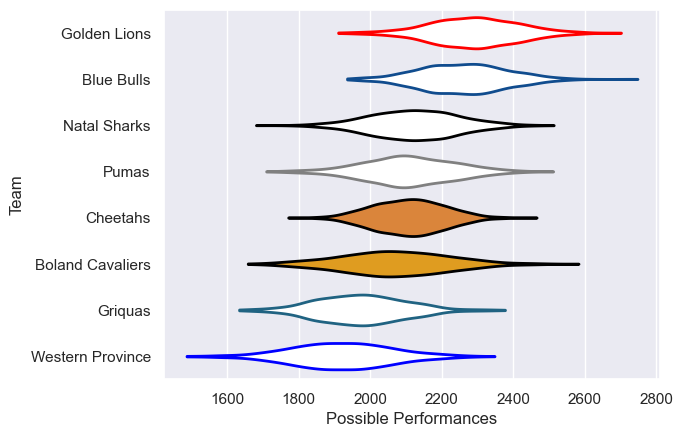 Golden Lions
Blue Bulls
Natal Sharks
Pumas
Cheetahs
Boland Cavaliers
Griquas
Western Province
Team
1600 1800 2000 2200 2400 2600 2800
Possible Performances